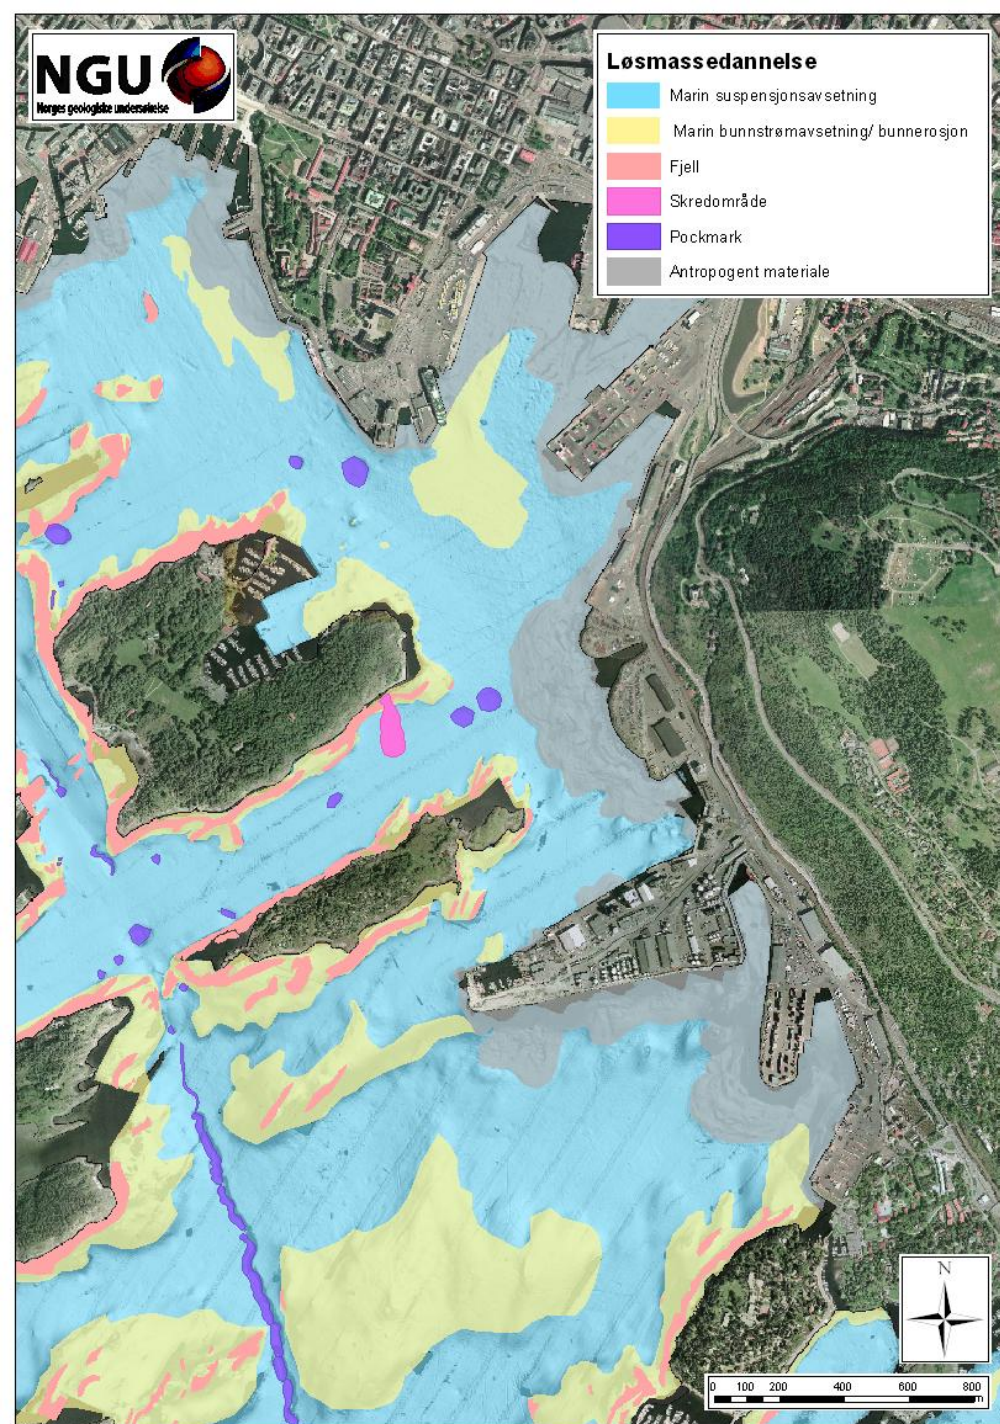 NGU
Norges geologiske undersøkelse
Løsmassedannelse
Marin suspensjonsavsetning
Marin bunnstrømavsetning/ bunnerosjon
Fjell
Skredområde
Pockmark
Antropogent materiale
N
0 100 200 400 600 800
m